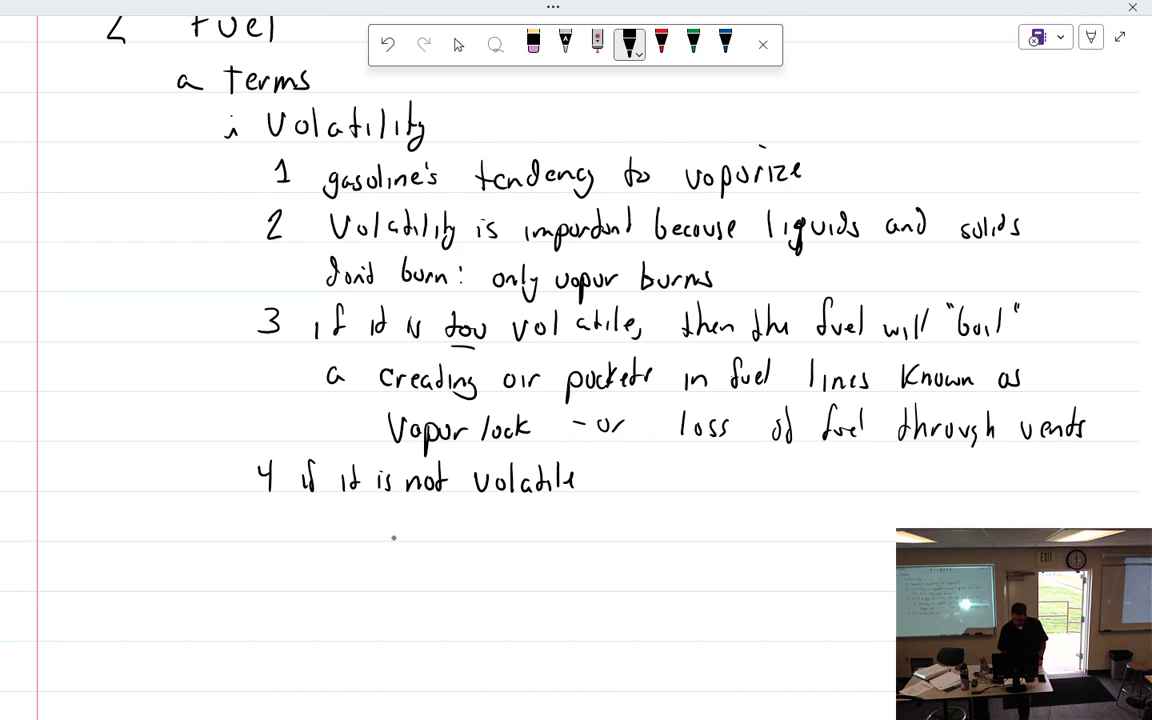 2 Fuel
a terms
i Volatility
1 gasoline's tendency to vaporize
2 Volatility is important because liquids and solids
don't burn: only vapor burns
3 if it is too volatile, then the fuel will "boil"
a creating air pockets in fuel lines known as
Vapor lock - or loss of fuel through vents
4 if it is not volatile
EXIT